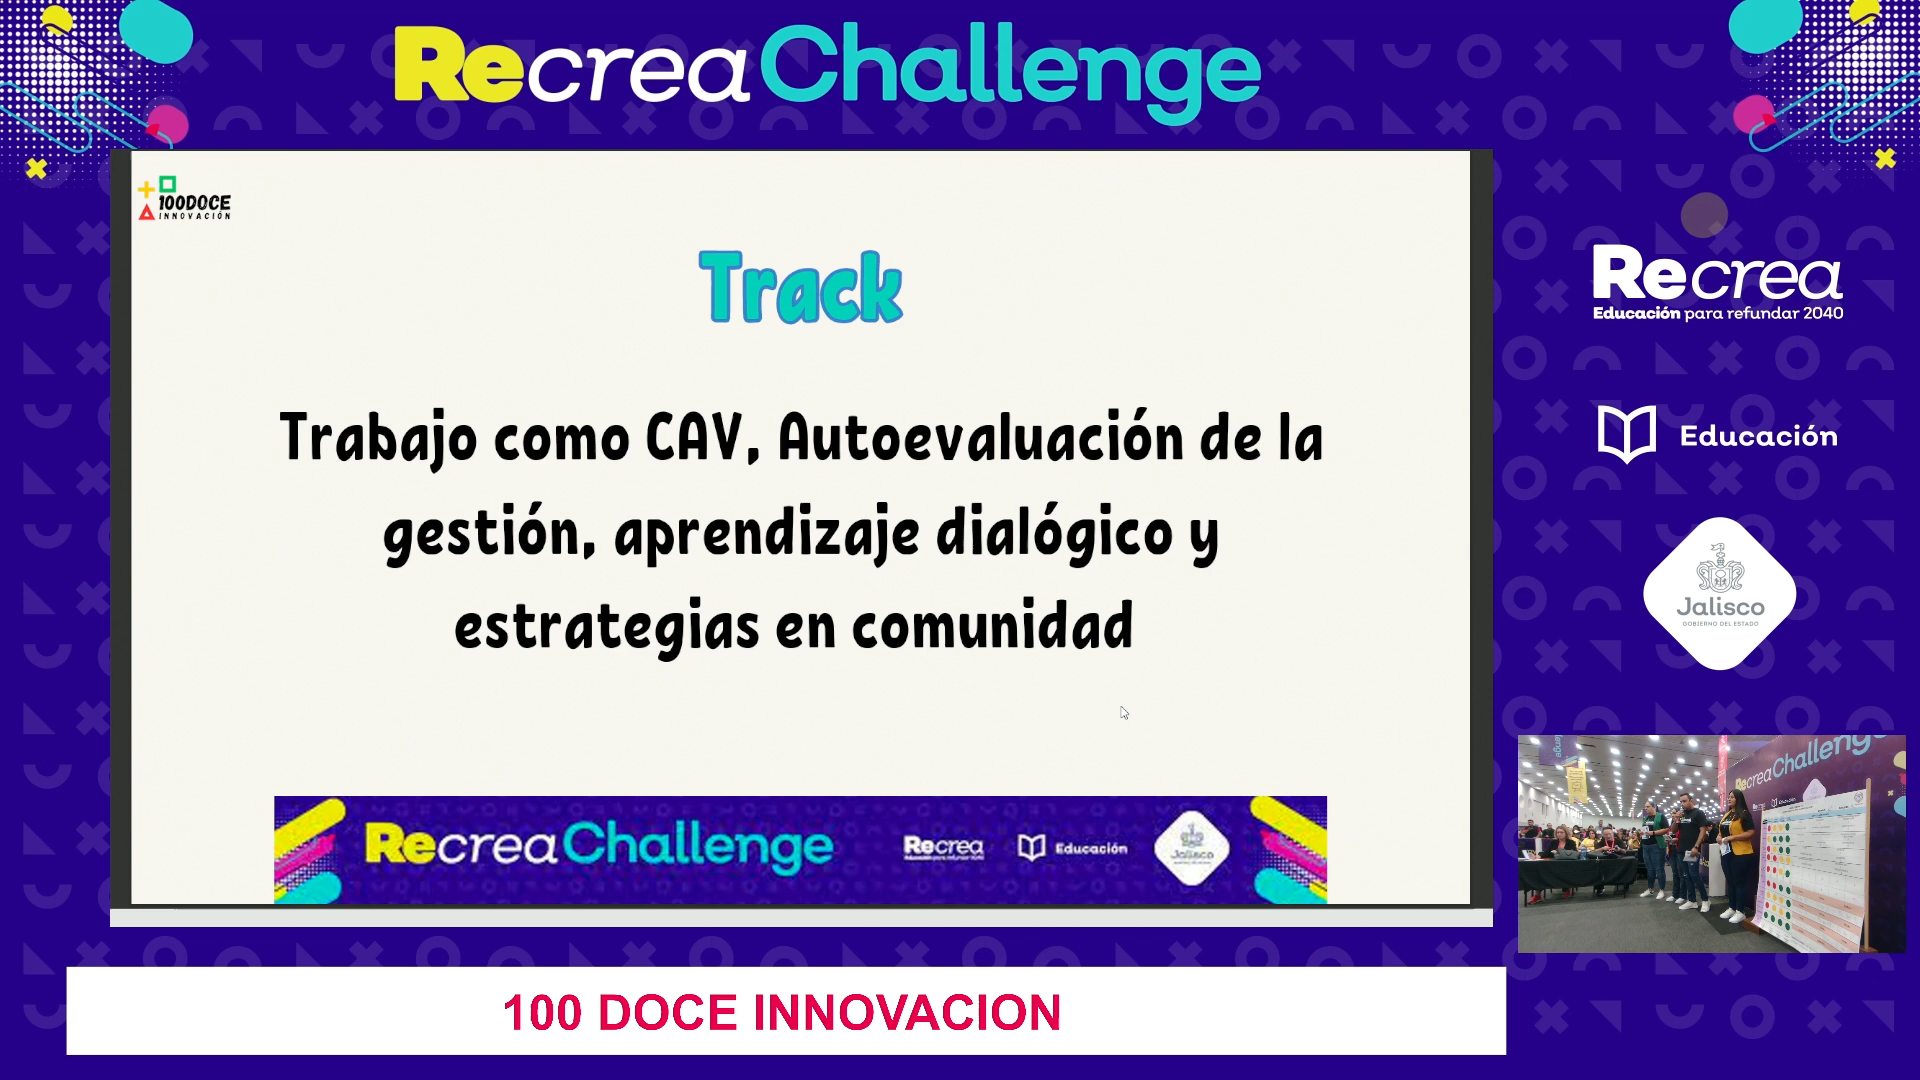 RecreaChallenge
100DOCE
INNOVACIÓN
Track
Trabajo como CAV, Autoevaluación de la
gestión, aprendizaje dialógico y
estrategias en comunidad
RecreaChallenge
Recrea
Educación
Jalisco
100 DOCE INNOVACION
Recrea
Educación para refundar 2040
Educación
Jalisco
GOBIERNO DEL ESTADO
RecreaChallenge